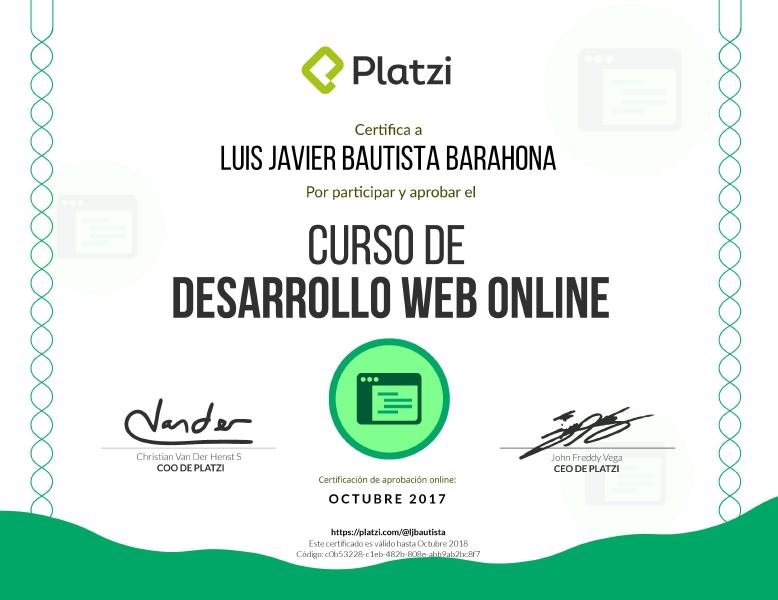 Platzi
Certifica a
LUIS JAVIER BAUTISTA BARAHONA
Por participar y aprobar el
CURSO DE
DESARROLLO WEB ONLINE
Vander
Christian Van Der Henst S
COO DE PLATZI
John Freddy Vega
CEO DE PLATZI
Certificación de aprobación online:
OCTUBRE 2017
https://platzi.com/@ljbautista
Este certificado es válido hasta Octubre 2018
Código: c0b53228-c1eb-482b-808e-abb9ab2bc8f7